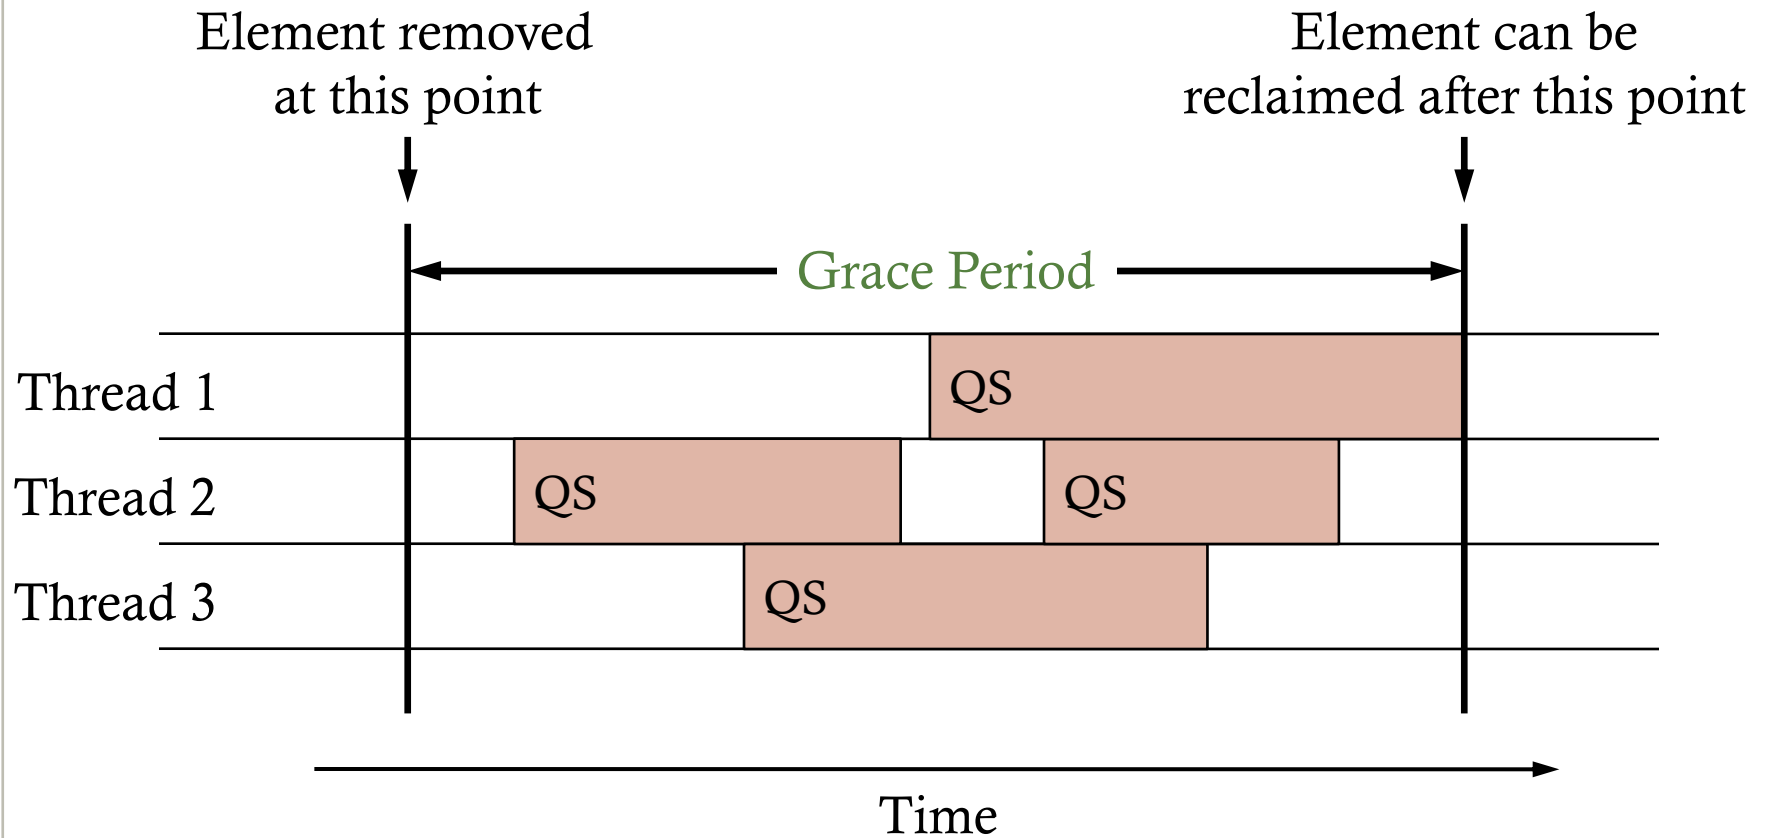 Element removed
at this point
Element can be
reclaimed after this point
Grace Period
Thread 1
QS
Thread 2
QS
QS
Thread 3
QS
Time